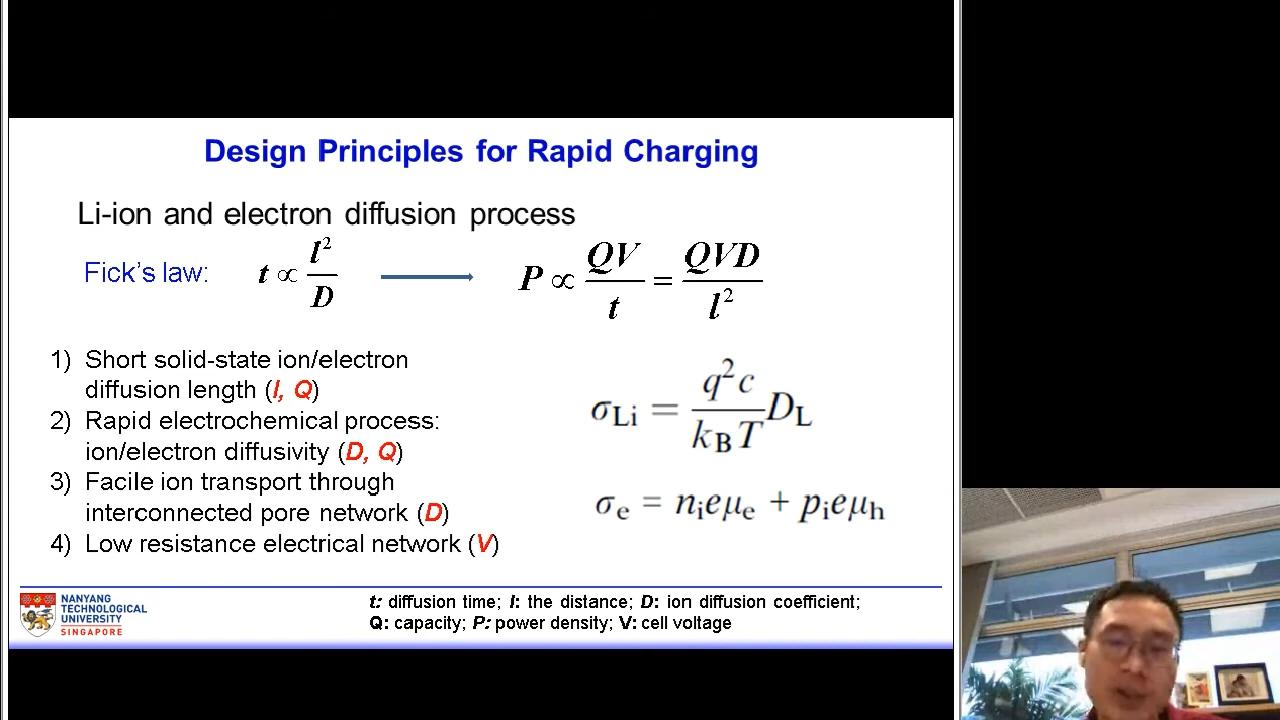 Design Principles for Rapid Charging
Li-ion and electron diffusion process
Fick's law: t ∝ l²/D → P ∝ QV/t = QVD/l²
1) Short solid-state ion/electron
diffusion length (l, Q)
2) Rapid electrochemical process:
ion/electron diffusivity (D, Q)
3) Facile ion transport through
interconnected pore network (D)
4) Low resistance electrical network (V)
σLi = q²c/kBT DL
σe = nieμe + pieμh
NANYANG
TECHNOLOGICAL
UNIVERSITY
SINGAPORE
t: diffusion time; l: the distance; D: ion diffusion coefficient;
Q: capacity; P: power density; V: cell voltage